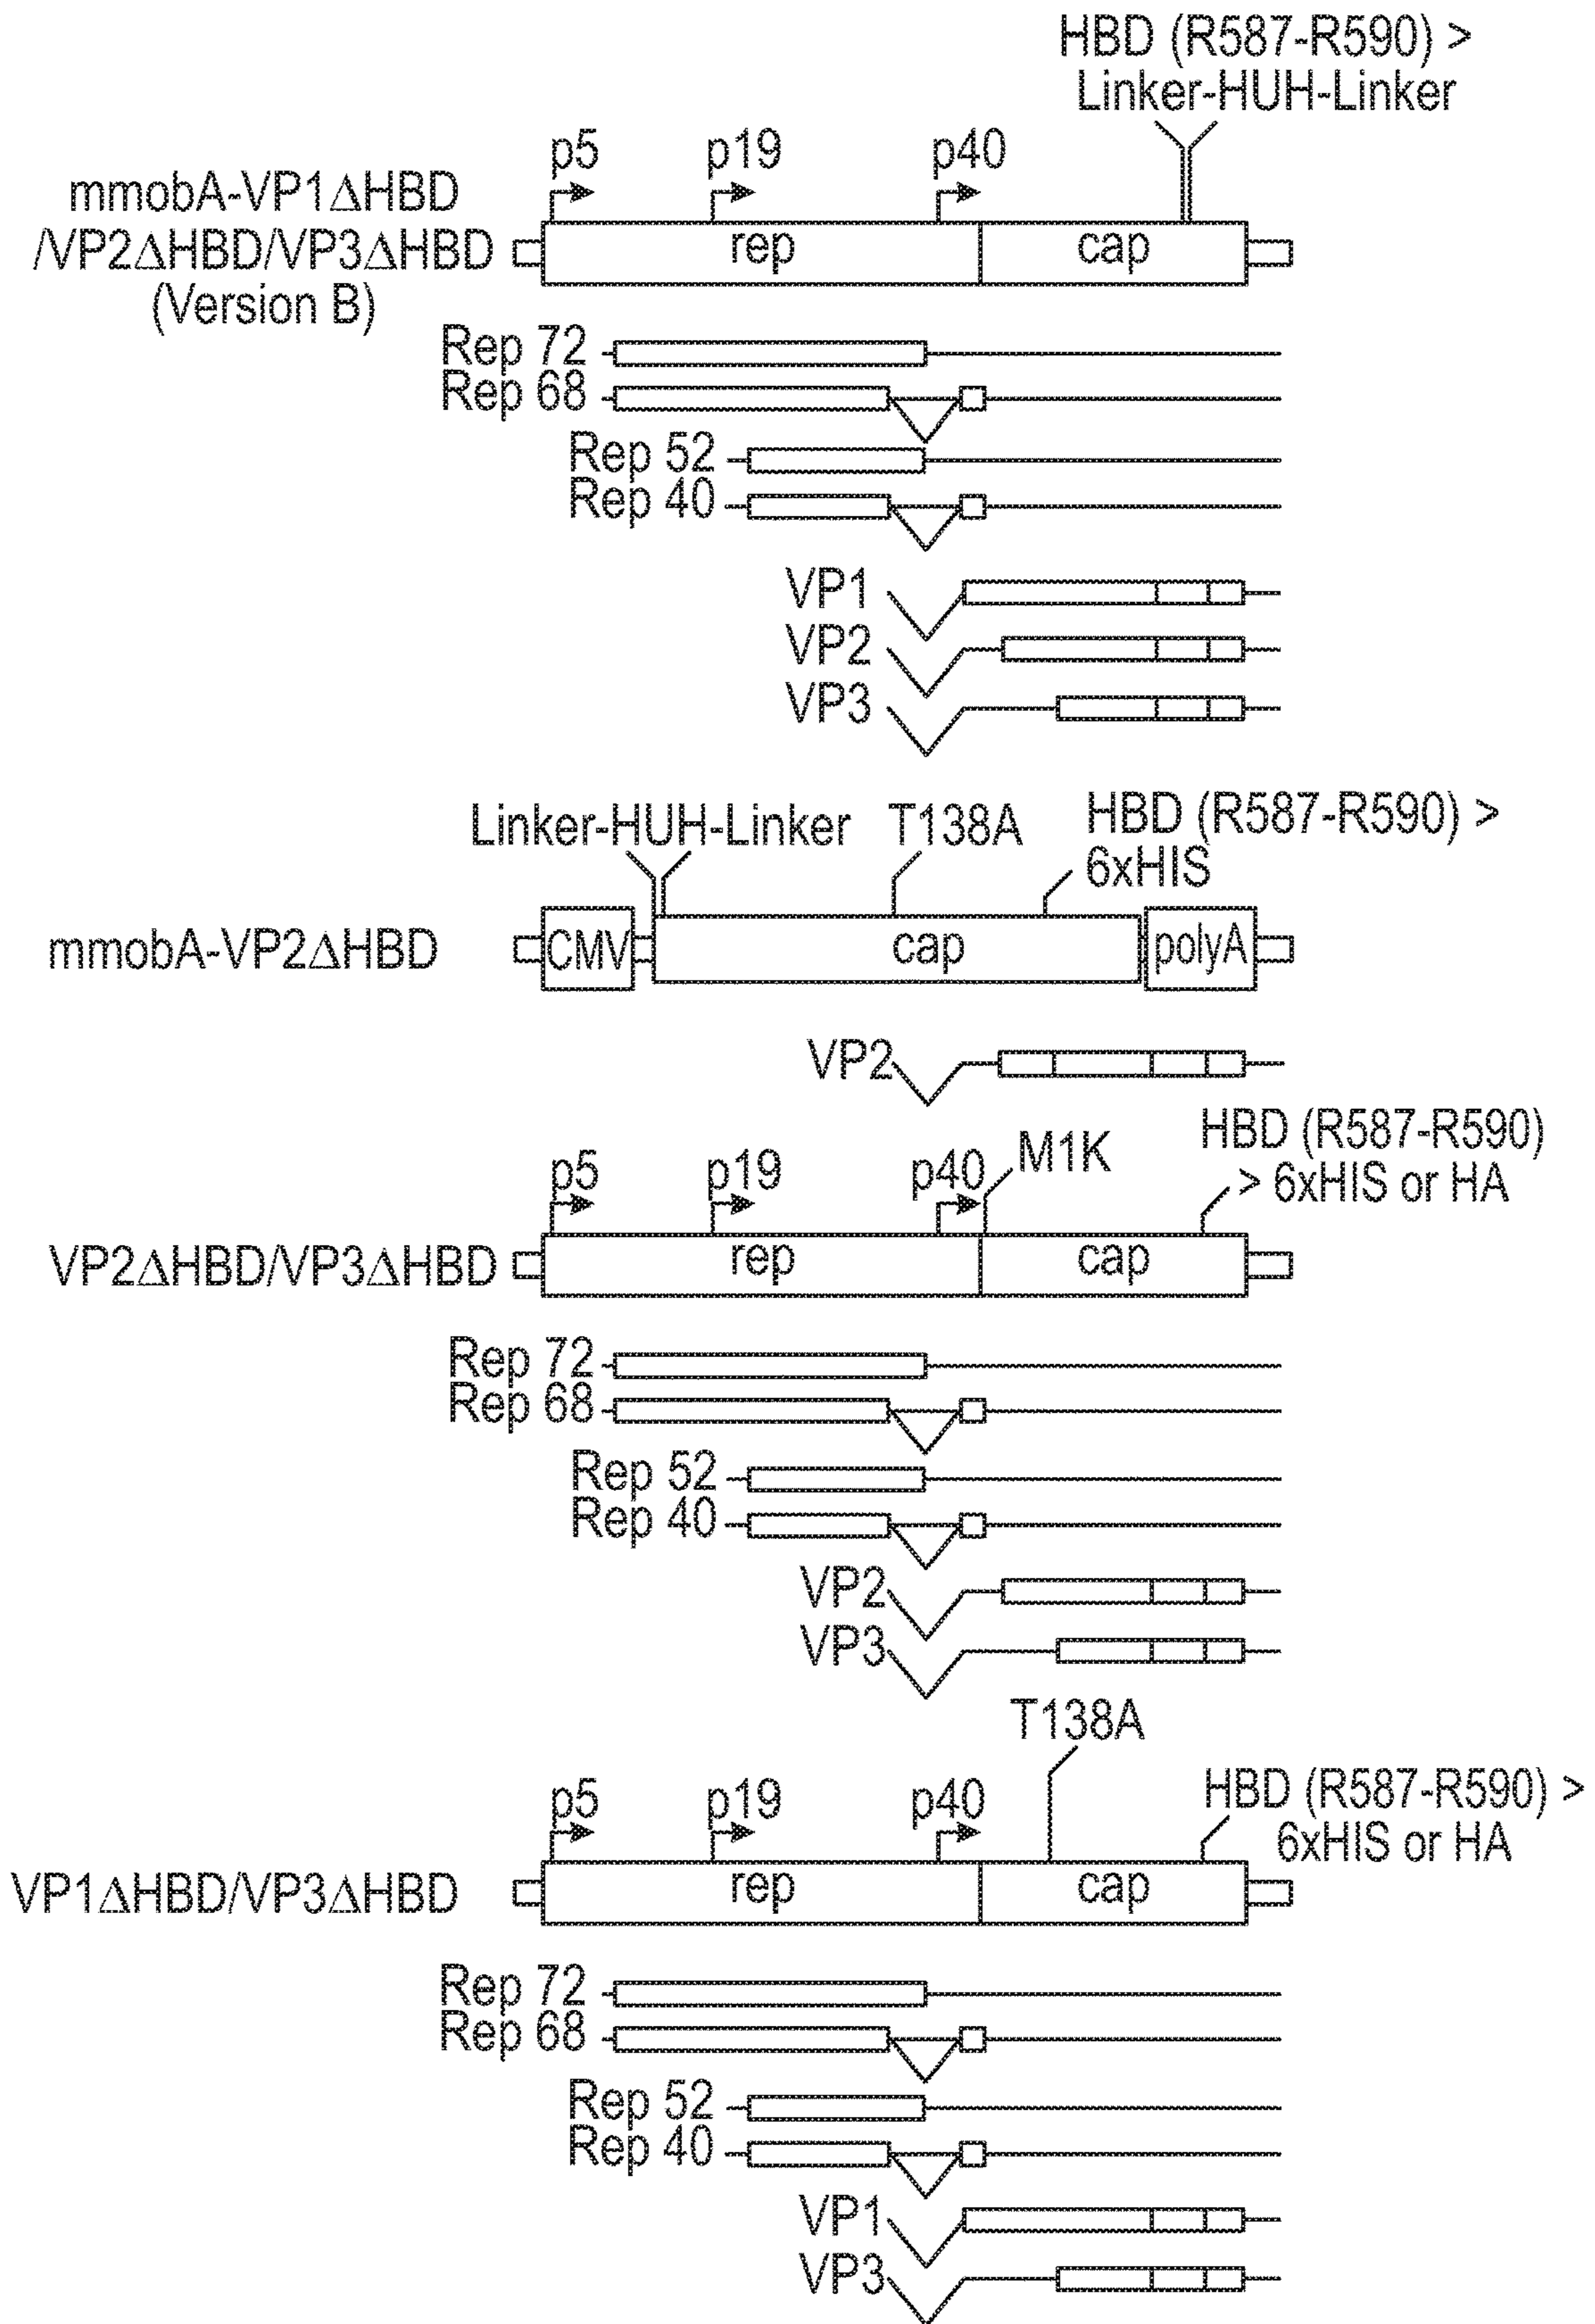 HBD (R587-R590) >
Linker-HUH-Linker
p5 p19 p40
mmobA-VP1ΔHBD
/VP2ΔHBD/VP3ΔHBD
(Version B)
rep cap
Rep 72
Rep 68
Rep 52
Rep 40
VP1
VP2
VP3
Linker-HUH-Linker T138A HBD (R587-R590) >
6xHIS
mmobA-VP2ΔHBD CMV cap polyA
VP2
HBD (R587-R590)
> 6xHIS or HA
p5 p19 p40 M1K
VP2ΔHBD/VP3ΔHBD rep cap
Rep 72
Rep 68
Rep 52
Rep 40
VP2
VP3
T138A
p5 p19 p40 HBD (R587-R590) >
6xHIS or HA
VP1ΔHBD/VP3ΔHBD rep cap
Rep 72
Rep 68
Rep 52
Rep 40
VP1
VP3